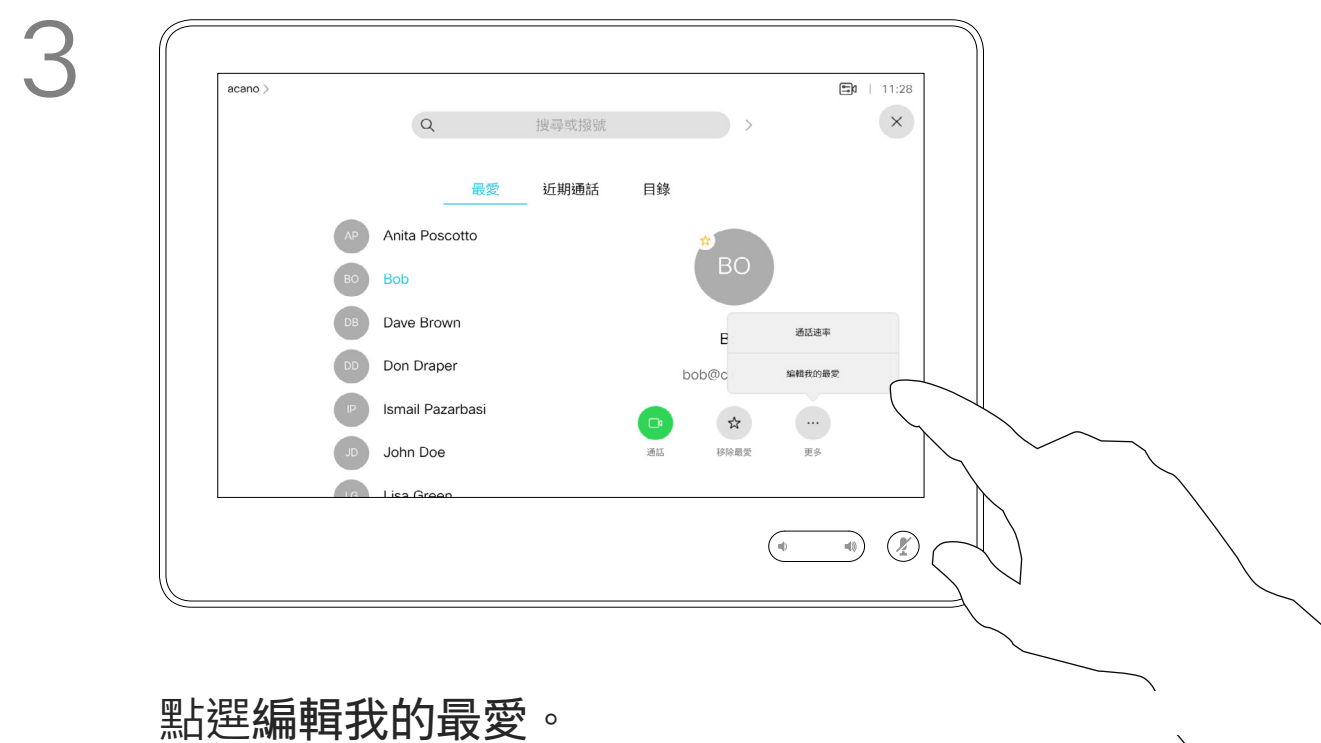 3
acano >
11:28
搜尋或撥號
最愛 近期通話 目錄
AP Anita Poscotto
BO Bob
DB Dave Brown
DD Don Draper
IP Ismail Pazarbasi
JD John Doe
LG Lisa Green
BO
B
bob@c
通話速率
編輯我的最愛
通話 移除最愛 更多
點選編輯我的最愛。